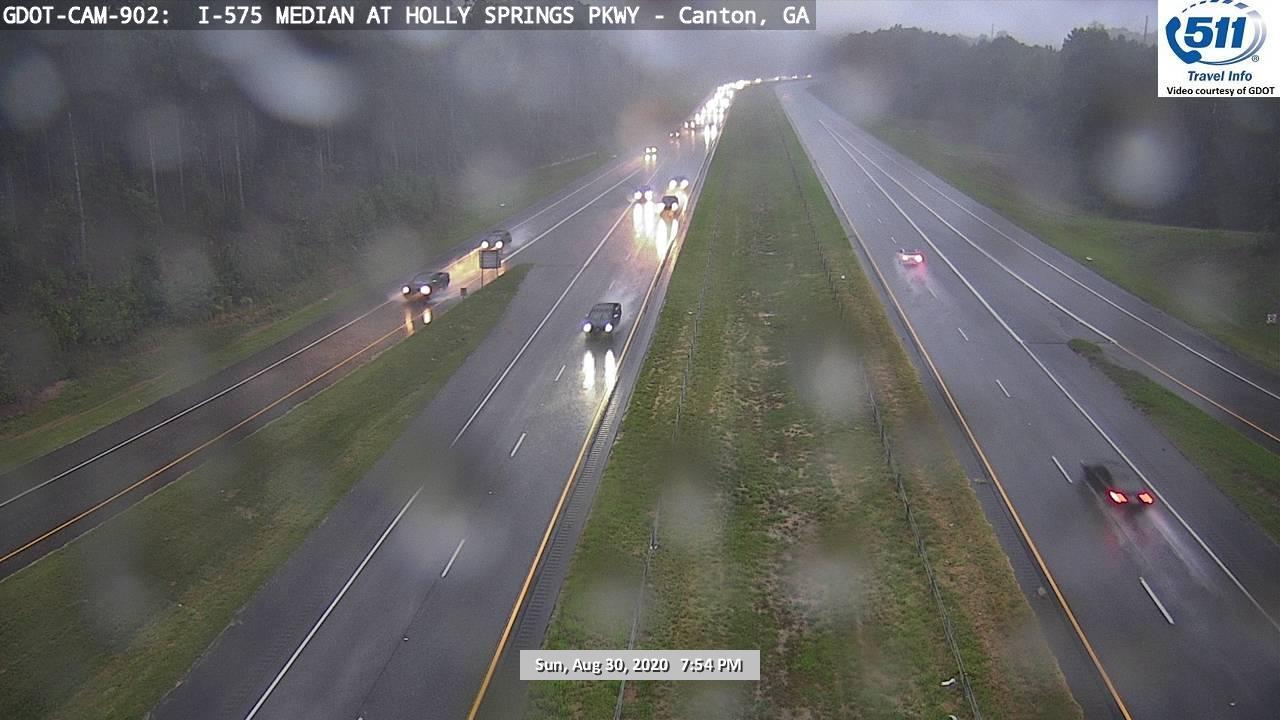 GDOT-CAM-902: I-575 MEDIAN AT HOLLY SPRINGS PKWY - Canton, GA
511
Travel Info
Video courtesy of GDOT
Sun, Aug 30, 2020 7:54 PM